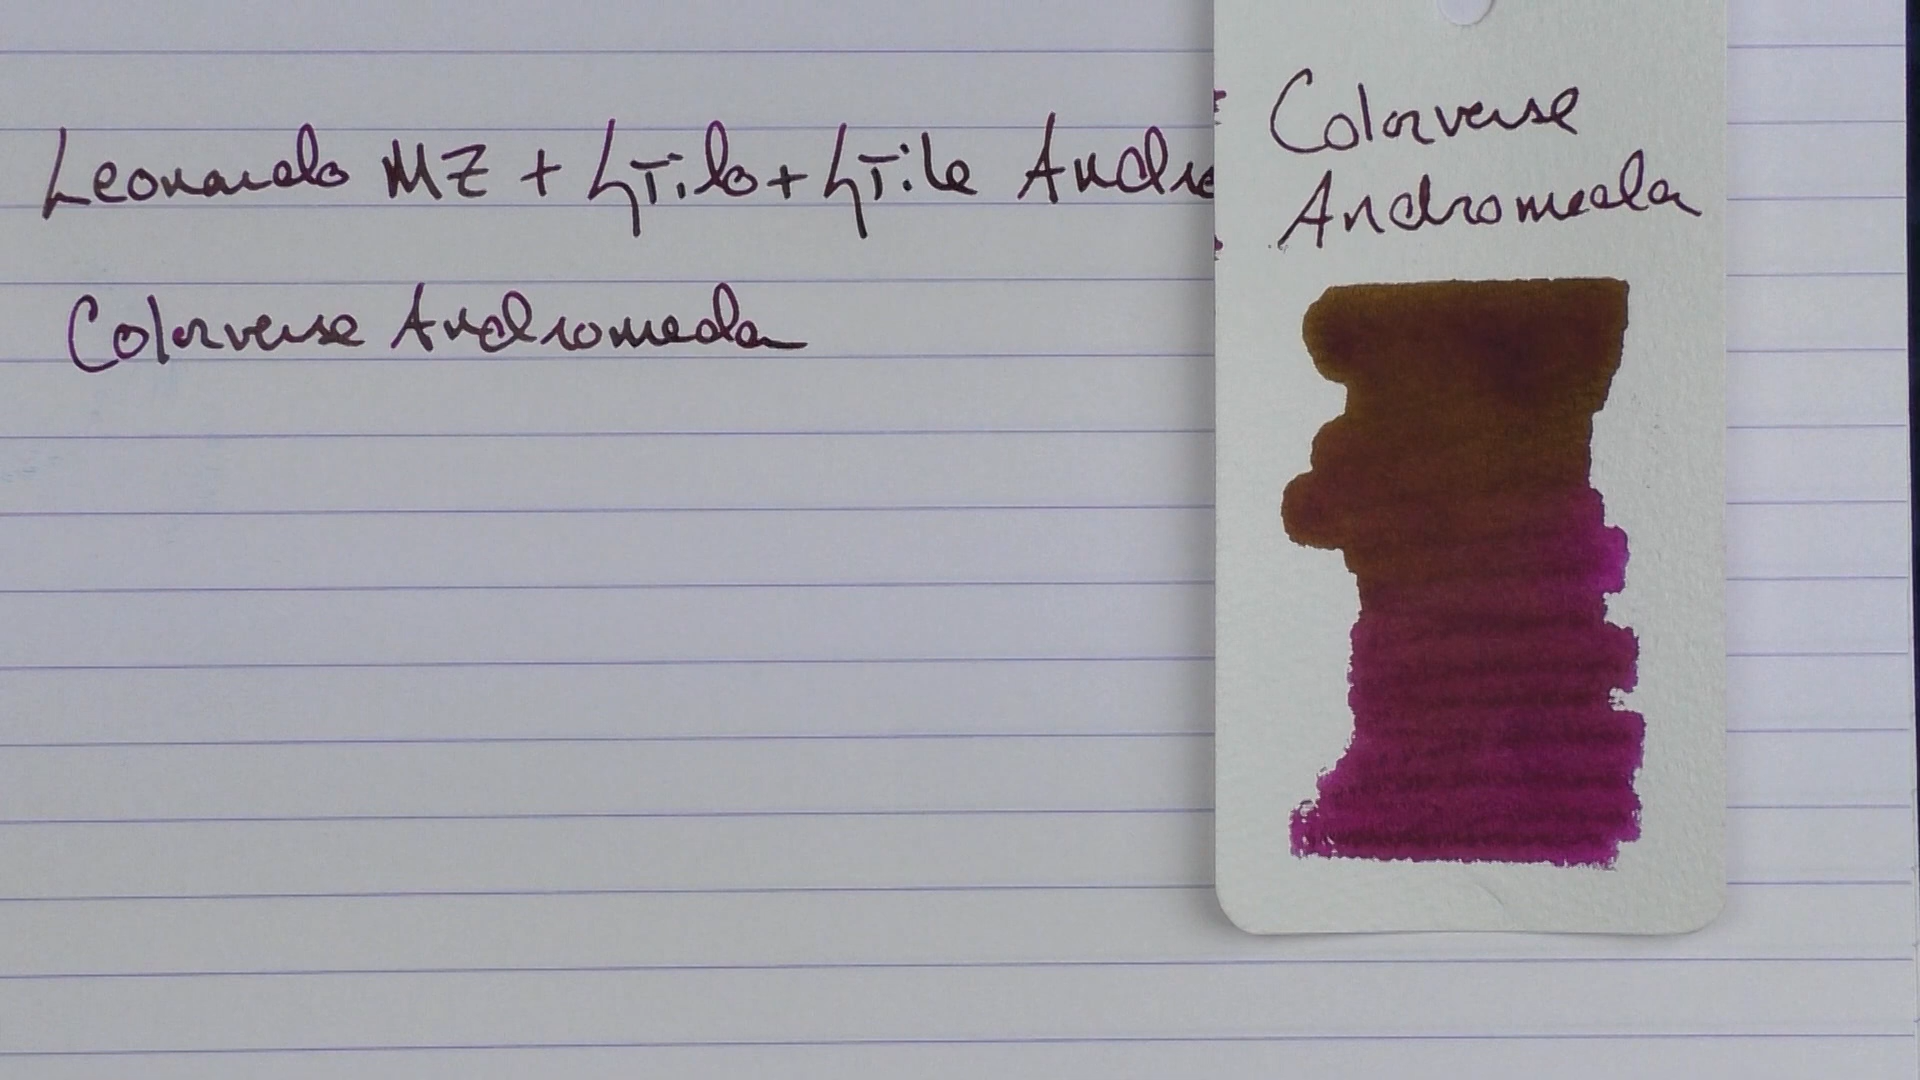 Leonardo MZ + Stilo + Stile Andro
Colorverse Andromeda
Colorverse
Andromeda